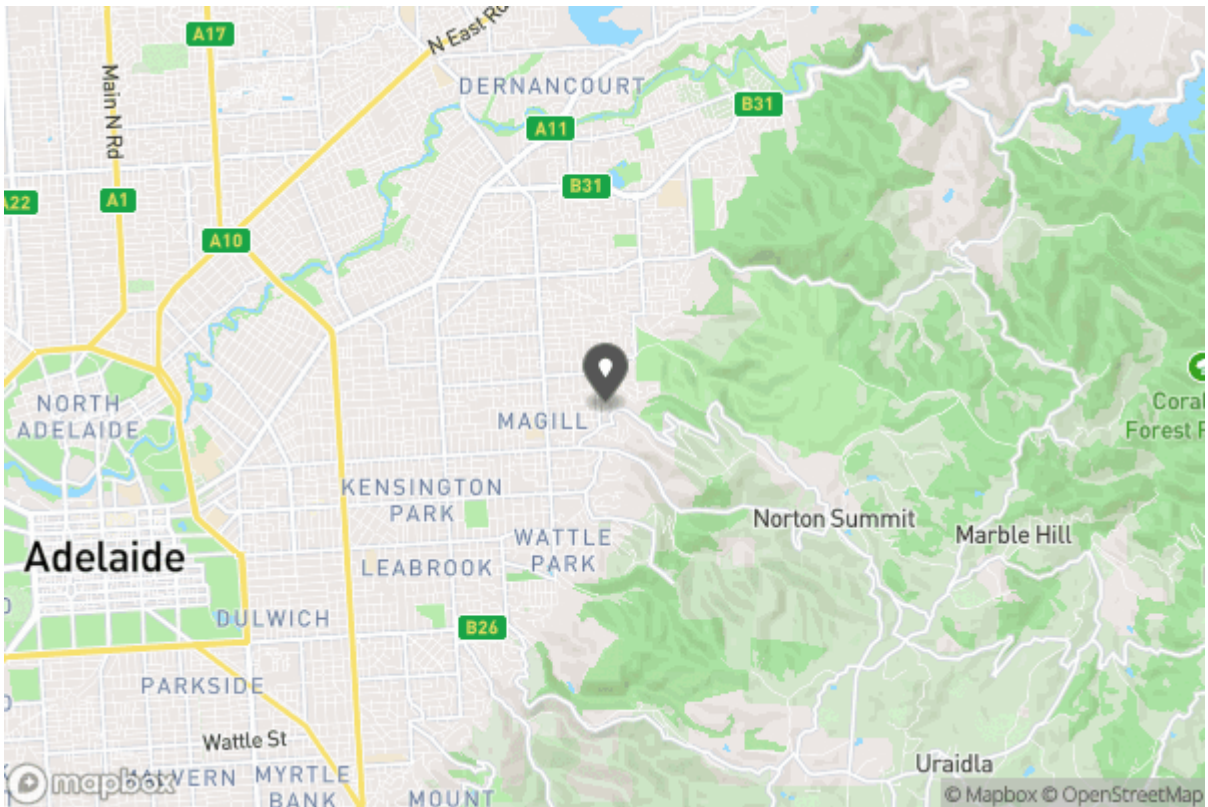 A17
N East Rd
Main N Rd
DERNANCOURT
B31
A11
B31
A22
A1
A10
NORTH
ADELAIDE
MAGILL
Coral
Forest P
KENSINGTON
PARK
Norton Summit
Marble Hill
WATTLE
PARK
Adelaide
LEABROOK
DULWICH
B26
PARKSIDE
Wattle St
Uraidla
mapbox
MALVERN
MYRTLE
BANK
MOUNT
© Mapbox © OpenStreetMap